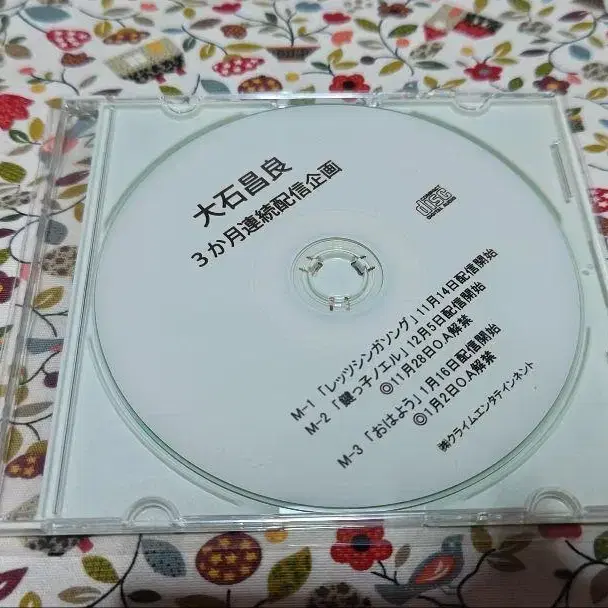 大石昌良
3か月連続配信企画
disc
M-1 「レッツシンガソング」11月14日配信開始
M-2 「鍵っ子ノエル」12月5日配信開始
◎11月28日OA解禁
M-3 「おはよう」1月16日配信開始
◎1月2日OA解禁
㈱クライムエンタテインネント